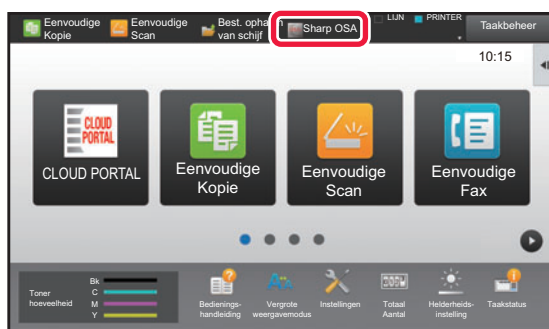 Eenvoudige Kopie
Eenvoudige Scan
Best. ophalen van schijf
Sharp OSA
LIJN
PRINTER
Taakbeheer
10:15
CLOUD PORTAL
CLOUD PORTAL
Eenvoudige
Kopie
Eenvoudige
Scan
Eenvoudige
Fax
Toner
hoeveelheid
Bk
C
M
Y
Bedienings-
handleiding
Vergrote
weergavemodus
Instellingen
Totaal
Aantal
Helderheids-
instelling
Taakstatus